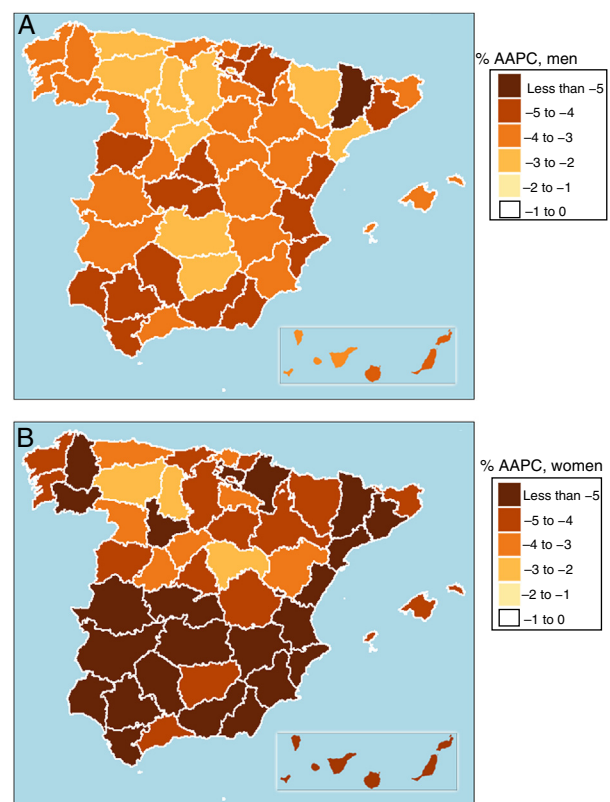 A
% AAPC, men
Less than −5
−5 to −4
−4 to −3
−3 to −2
−2 to −1
−1 to 0
B
% AAPC, women
Less than −5
−5 to −4
−4 to −3
−3 to −2
−2 to −1
−1 to 0